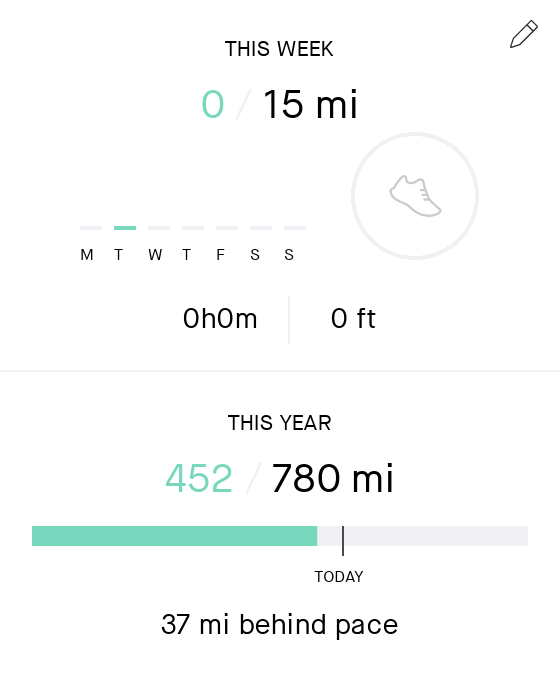 THIS WEEK
0 / 15 mi
M T W T F S S
0h0m 0 ft
THIS YEAR
452 / 780 mi
TODAY
37 mi behind pace